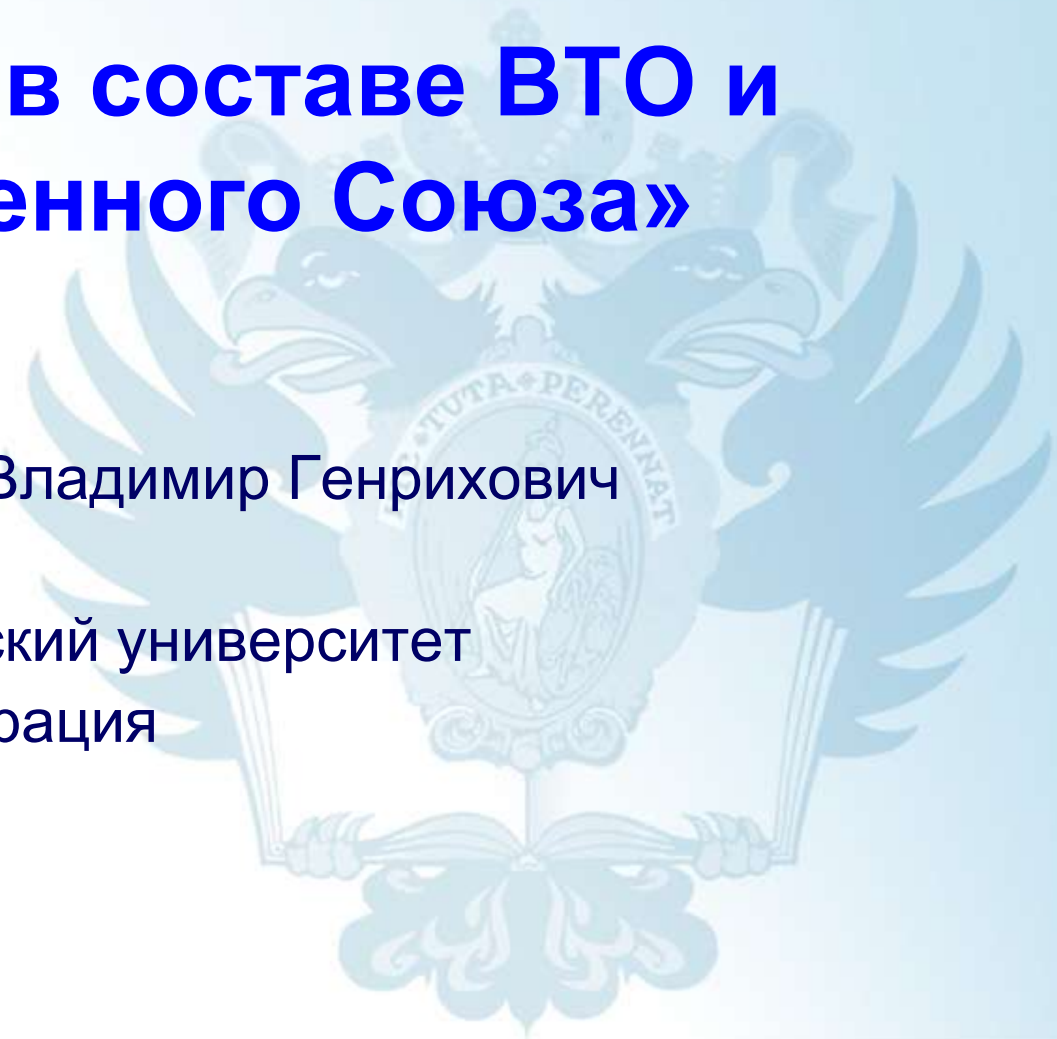 в составе ВТО и
енного Союза»
TUTA+PERENNAT
Владимир Генрихович
ский университет
рация